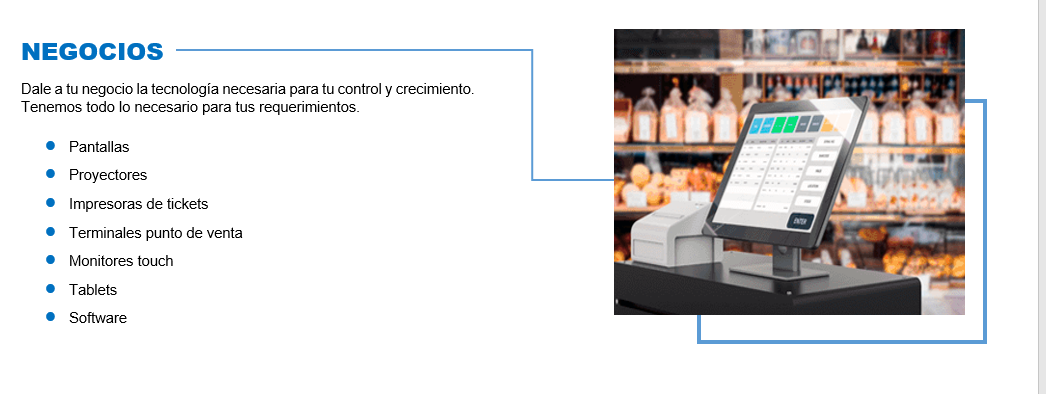 NEGOCIOS
Dale a tu negocio la tecnología necesaria para tu control y crecimiento.
Tenemos todo lo necesario para tus requerimientos.
Pantallas
Proyectores
Impresoras de tickets
Terminales punto de venta
Monitores touch
Tablets
Software
ENTER